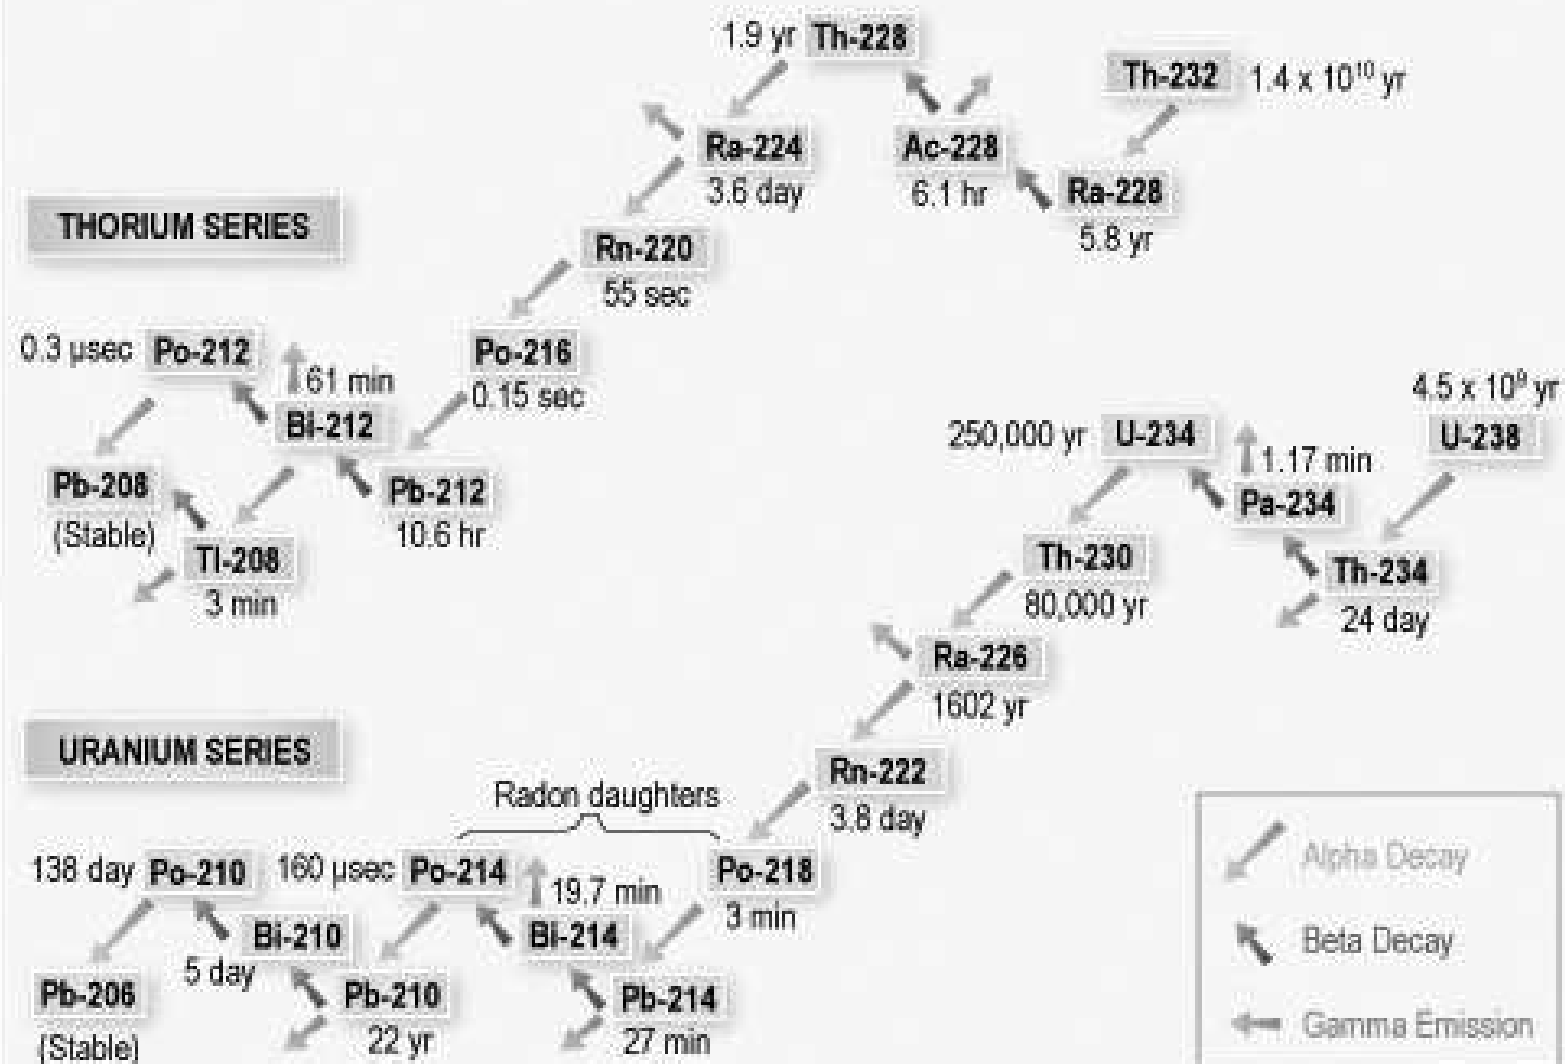 1.9 yr Th-228
Th-232 1.4 x 10¹⁰ yr
Ra-224
3.6 day
Ac-228
6.1 hr
Ra-228
5.8 yr
THORIUM SERIES
Rn-220
55 sec
0.3 µsec Po-212
61 min
Bi-212
Po-216
0.15 sec
Pb-208
(Stable)
Tl-208
3 min
Pb-212
10.6 hr
4.5 x 10⁹ yr
U-238
250,000 yr U-234
1.17 min
Pa-234
Th-234
24 day
Th-230
80,000 yr
Ra-226
1602 yr
URANIUM SERIES
Rn-222
3.8 day
Radon daughters
138 day Po-210
160 µsec Po-214
19.7 min
Po-218
3 min
Bi-210
5 day
Bi-214
Pb-206
(Stable)
Pb-210
22 yr
Pb-214
27 min
Alpha Decay
Beta Decay
Gamma Emission